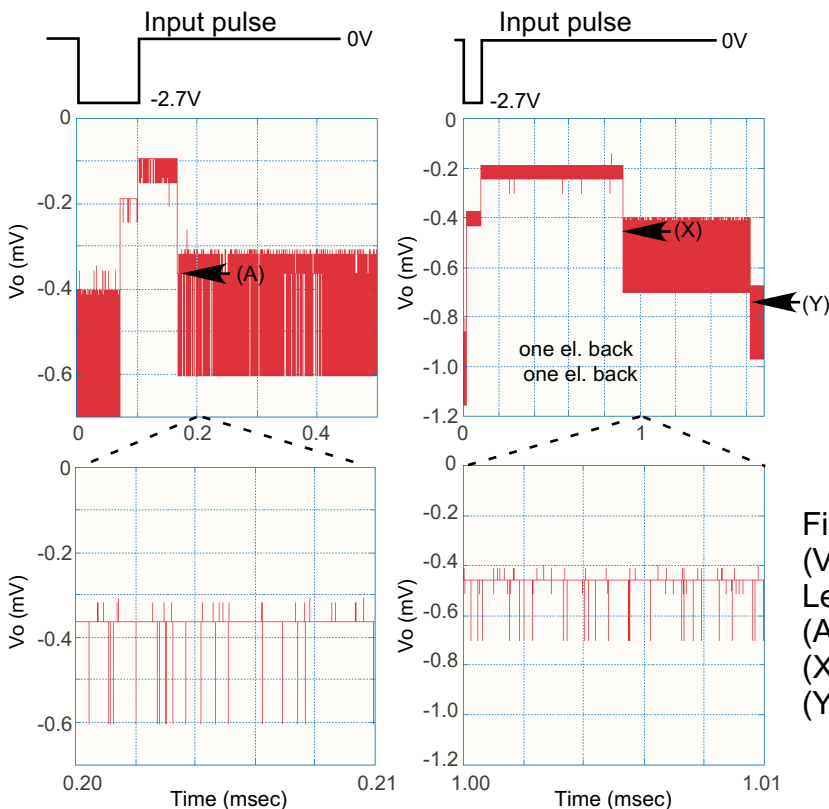 Input pulse
0V
-2.7V
0
-0.2
-0.4
-0.6
Vo (mV)
(A)
0
0.2
0.4
Input pulse
0V
-2.7V
0
-0.2
-0.4
-0.6
-0.8
-1.0
-1.2
Vo (mV)
(X)
(Y)
one el. back
one el. back
0
1
0
-0.2
-0.4
-0.6
Vo (mV)
0.20
0.21
Time (msec)
0
-0.2
-0.4
-0.6
-0.8
-1.0
-1.2
Vo (mV)
1.00
1.01
Time (msec)
Fi
(V
Le
(A
(X
(Y